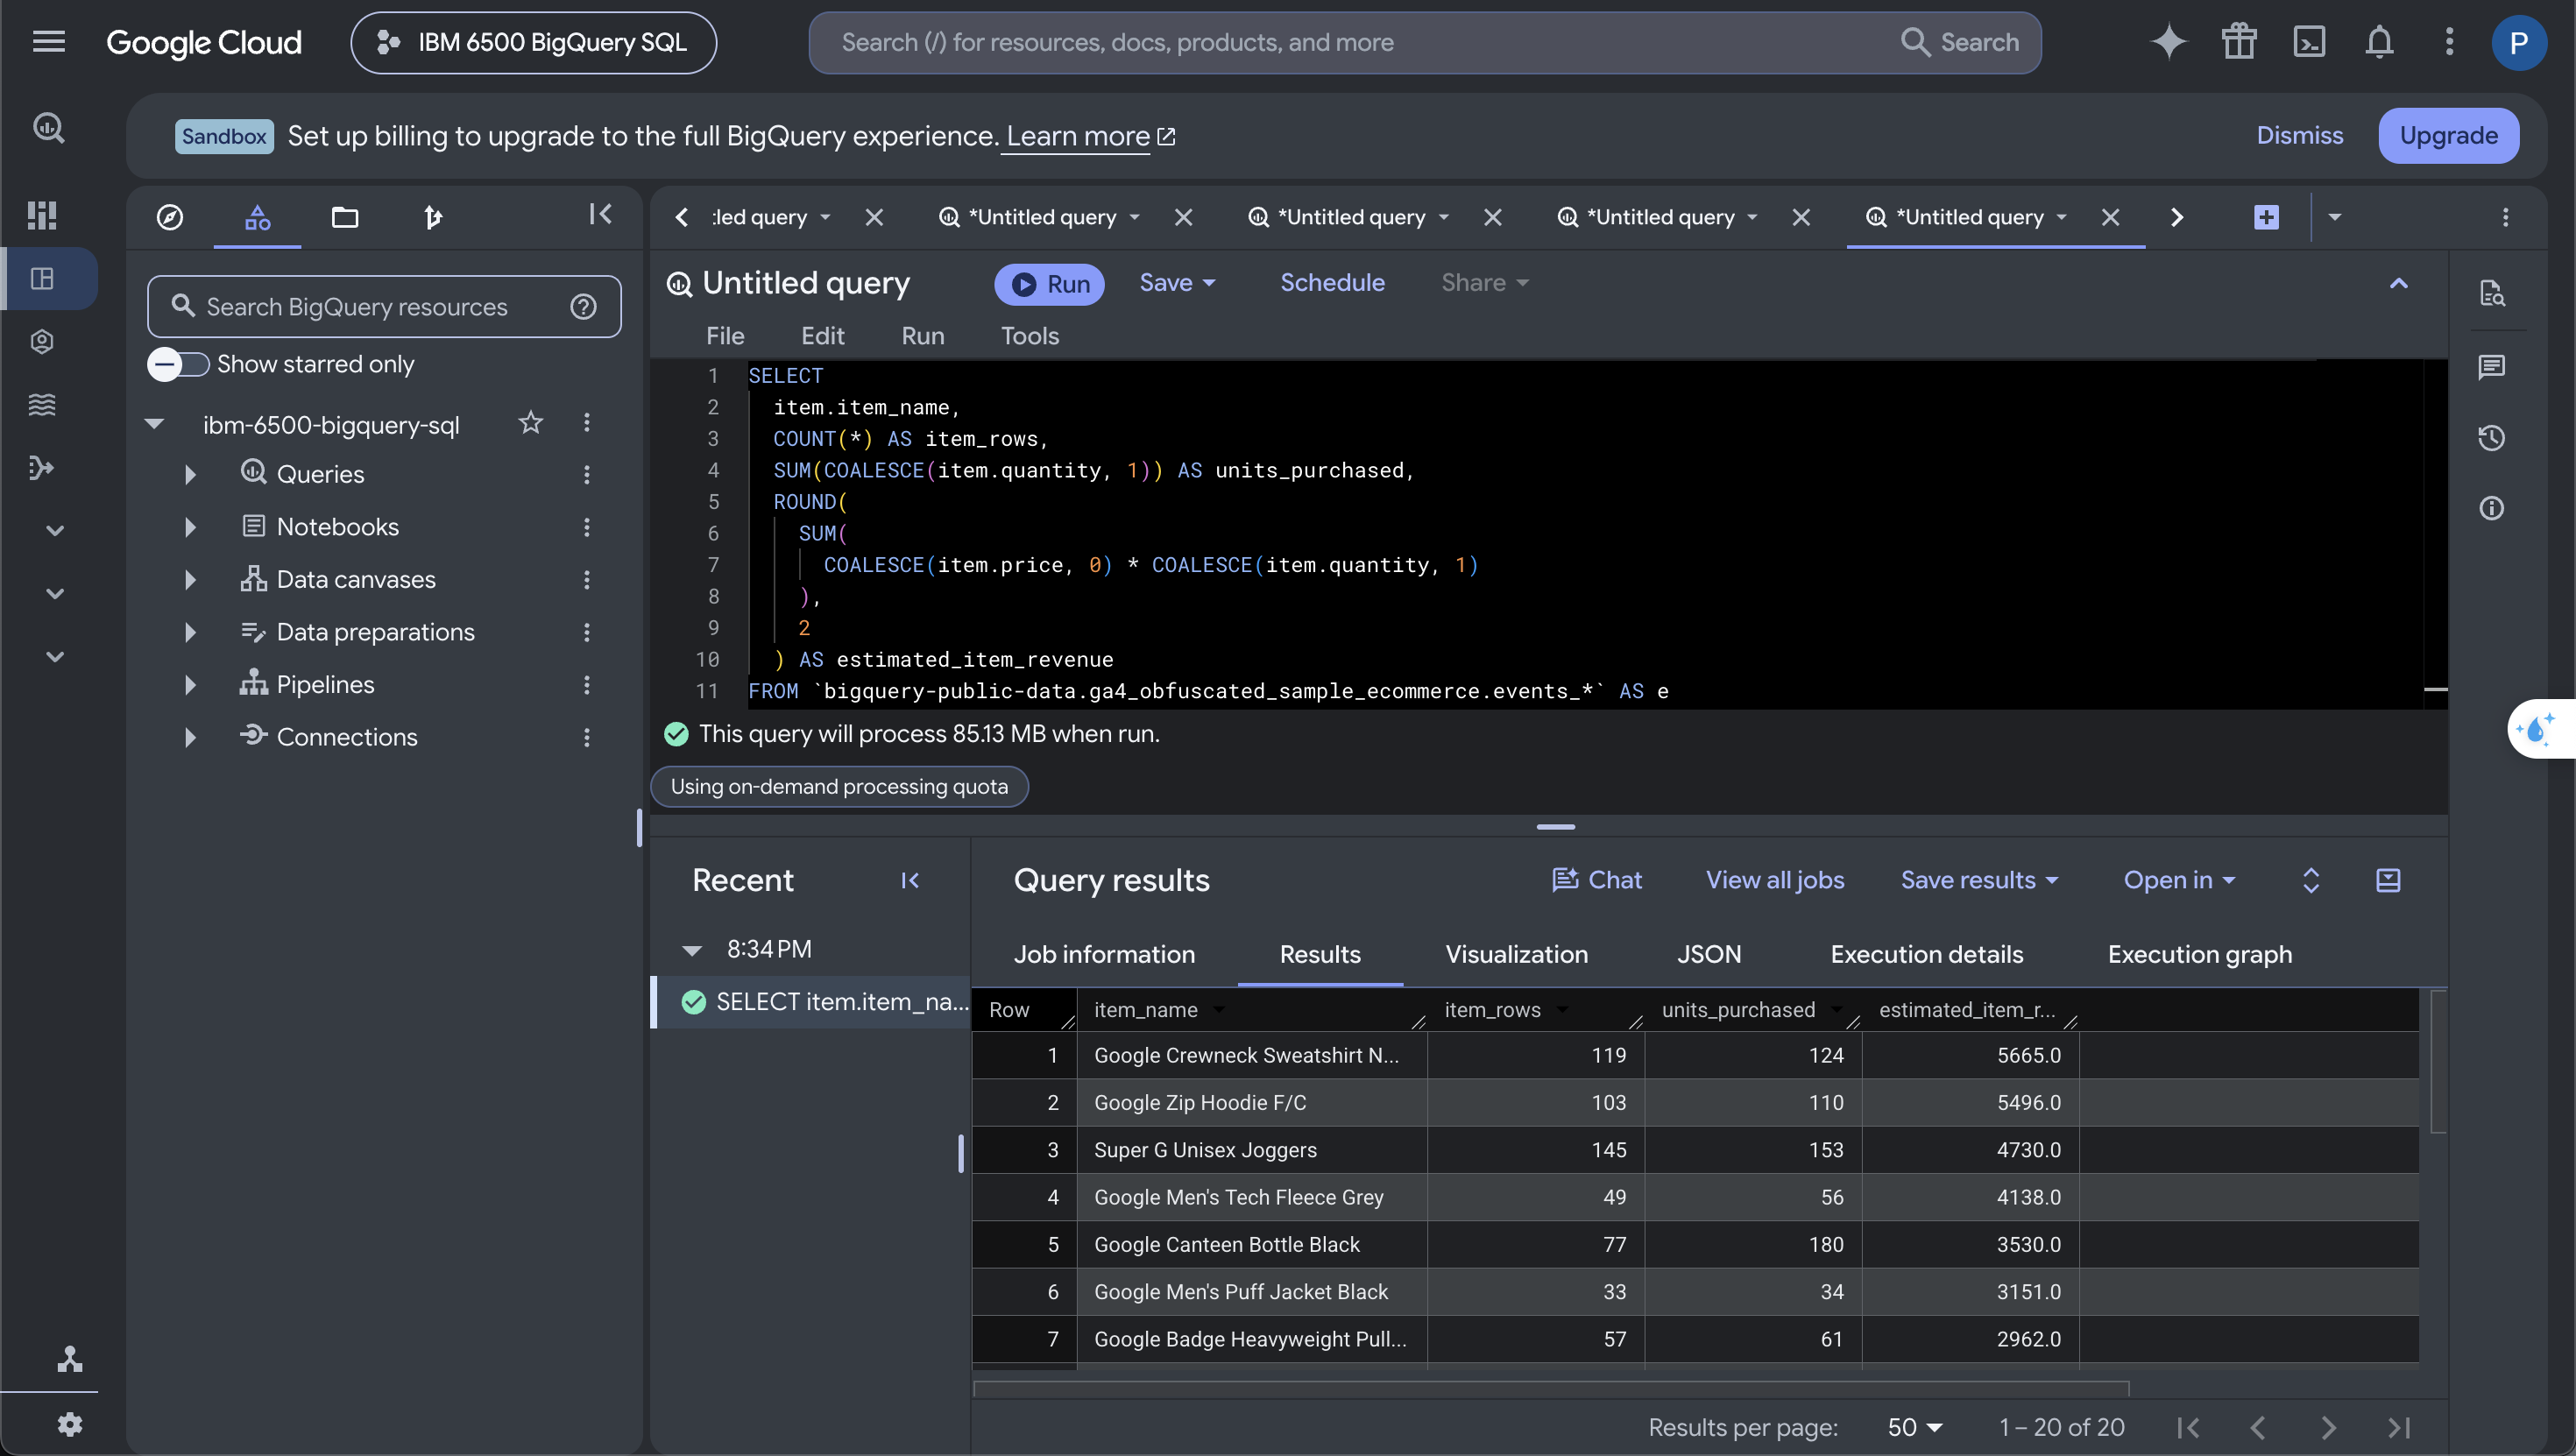 Google Cloud
IBM 6500 BigQuery SQL
Search (/) for resources, docs, products, and more
Search
P
Sandbox Set up billing to upgrade to the full BigQuery experience. Learn more
Dismiss
Upgrade
:led query
*Untitled query
*Untitled query
*Untitled query
*Untitled query
Search BigQuery resources
Show starred only
ibm-6500-bigquery-sql
Queries
Notebooks
Data canvases
Data preparations
Pipelines
Connections
Untitled query
Run
Save
Schedule
Share
File Edit Run Tools
1 SELECT
2 item.item_name,
3 COUNT(*) AS item_rows,
4 SUM(COALESCE(item.quantity, 1)) AS units_purchased,
5 ROUND(
6 SUM(
7 COALESCE(item.price, 0) * COALESCE(item.quantity, 1)
8 ),
9 2
10 ) AS estimated_item_revenue
11 FROM `bigquery-public-data.ga4_obfuscated_sample_ecommerce.events_*` AS e
This query will process 85.13 MB when run.
Using on-demand processing quota
Recent
8:34 PM
SELECT item.item_na...
Query results
Chat
View all jobs
Save results
Open in
Job information Results Visualization JSON Execution details Execution graph
Row item_name item_rows units_purchased estimated_item_r...
1 Google Crewneck Sweatshirt N... 119 124 5665.0
2 Google Zip Hoodie F/C 103 110 5496.0
3 Super G Unisex Joggers 145 153 4730.0
4 Google Men's Tech Fleece Grey 49 56 4138.0
5 Google Canteen Bottle Black 77 180 3530.0
6 Google Men's Puff Jacket Black 33 34 3151.0
7 Google Badge Heavyweight Pull... 57 61 2962.0
Results per page: 50 1 – 20 of 20